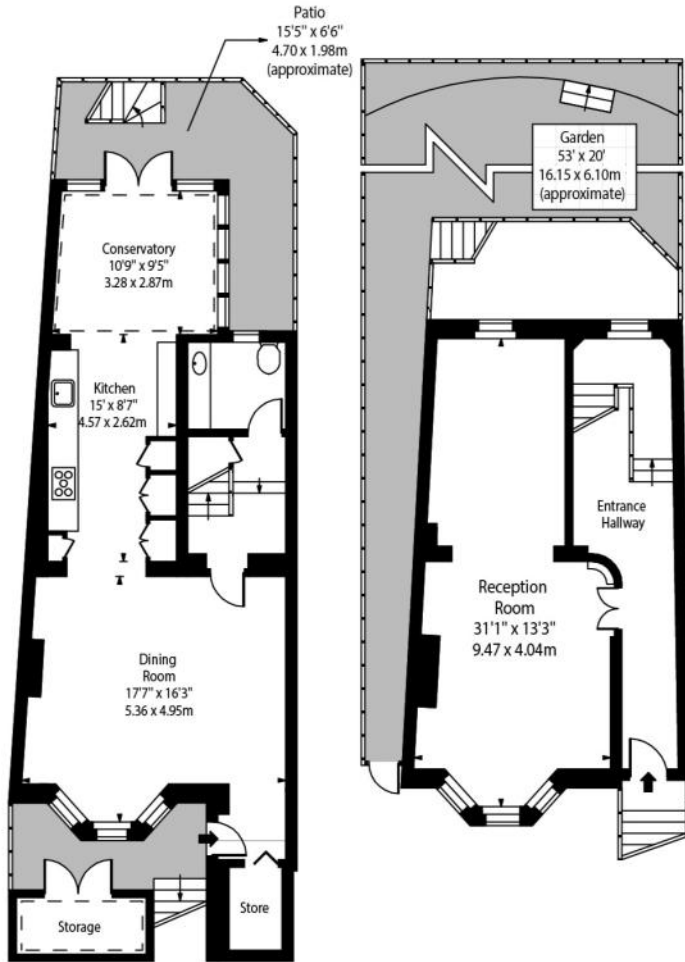 Patio
15'5" x 6'6"
4.70 x 1.98m
(approximate)
Conservatory
10'9" x 9'5"
3.28 x 2.87m
Kitchen
15' x 8'7"
4.57 x 2.62m
Dining
Room
17'7" x 16'3"
5.36 x 4.95m
Storage
Store
Garden
53' x 20'
16.15 x 6.10m
(approximate)
Entrance
Hallway
Reception
Room
31'1" x 13'3"
9.47 x 4.04m